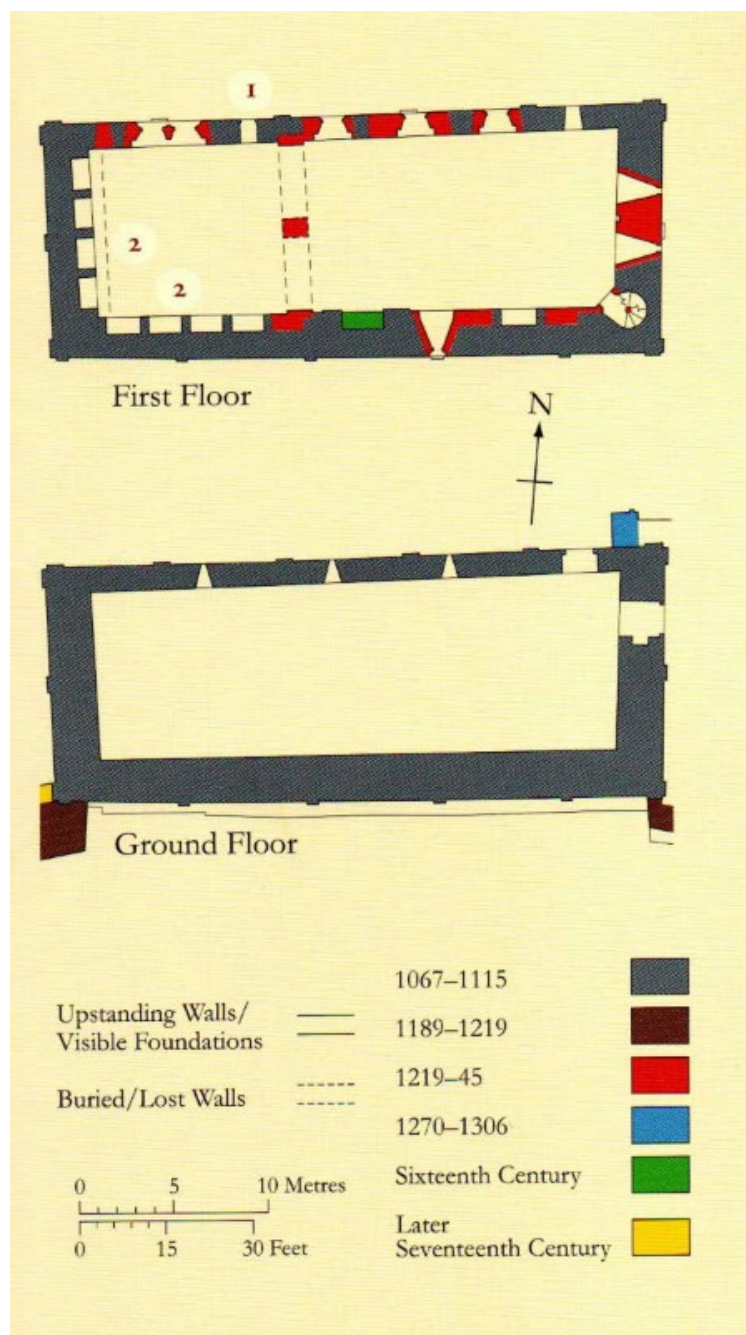 1
2
2
First Floor
N
Ground Floor
1067–1115
Upstanding Walls/
Visible Foundations
1189–1219
1219–45
Buried/Lost Walls
1270–1306
0 5 10 Metres
0 15 30 Feet
Sixteenth Century
Later
Seventeenth Century